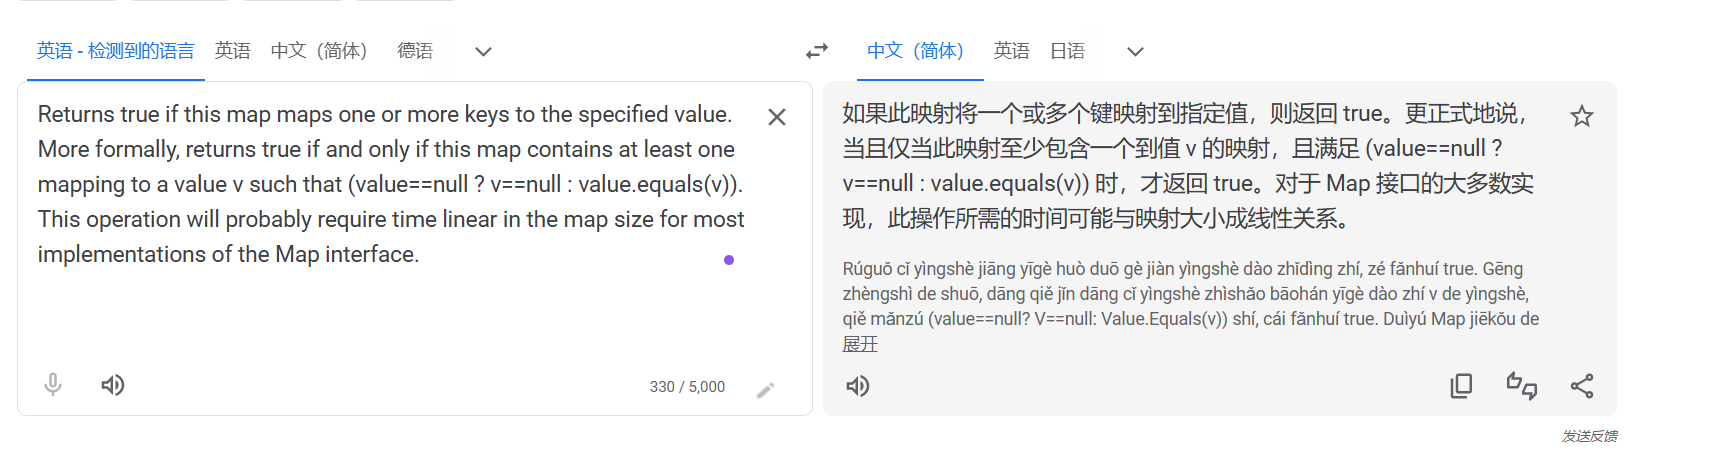 英语 - 检测到的语言 英语 中文（简体） 德语
中文（简体） 英语 日语
Returns true if this map maps one or more keys to the specified value.
More formally, returns true if and only if this map contains at least one
mapping to a value v such that (value==null ? v==null : value.equals(v)).
This operation will probably require time linear in the map size for most
implementations of the Map interface.
330 / 5,000
如果此映射将一个或多个键映射到指定值，则返回 true。更正式地说，
当且仅当此映射至少包含一个到值 v 的映射，且满足 (value==null ?
v==null : value.equals(v)) 时，才返回 true。对于 Map 接口的大多数实
现，此操作所需的时间可能与映射大小成线性关系。
Rúguǒ cǐ yìngshè jiāng yīgè huò duō gè jiàn yìngshè dào zhǐdìng zhí, zé fǎnhuí true. Gēng
zhèngshì de shuō, dāng qiě jǐn dāng cǐ yìngshè zhìshǎo bāohán yīgè dào zhí v de yìngshè,
qiě mǎnzú (value==null? V==null: Value.Equals(v)) shí, cái fǎnhuí true. Duìyú Map jiēkǒu de
展开
发送反馈